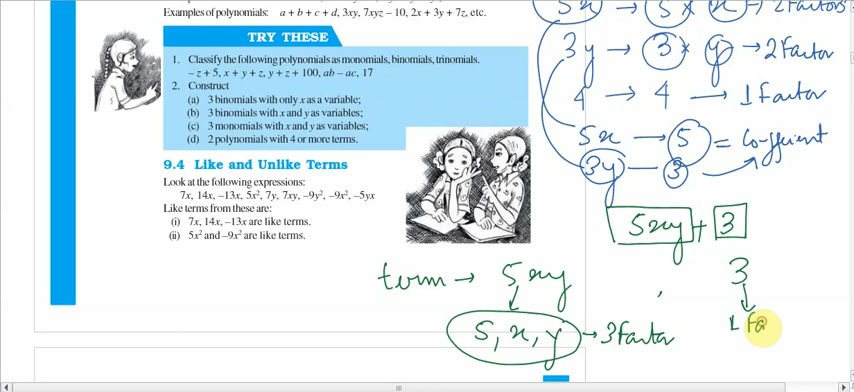 Examples of polynomials: a + b + c + d, 3xy, 7xyz – 10, 2x + 3y + 7z, etc.
TRY THESE
1. Classify the following polynomials as monomials, binomials, trinomials.
– z + 5, x + y + z, y + z + 100, ab – ac, 17
2. Construct
(a) 3 binomials with only x as a variable;
(b) 3 binomials with x and y as variables;
(c) 3 monomials with x and y as variables;
(d) 2 polynomials with 4 or more terms.
9.4 Like and Unlike Terms
Look at the following expressions:
7x, 14x, –13x, 5x², 7y, 7xy, –9y², –9x², –5yx
Like terms from these are:
(i) 7x, 14x, –13x are like terms.
(ii) 5x² and –9x² are like terms.
5x → 5 × x → 2 Factors
3y → 3 × y → 2 Factor
4 → 4 → 1 Factor
5x → 5 = Co-efficient
3y — 3
5xy + 3
term → 5xy
5, x, y → 3 factor
3
1 fa